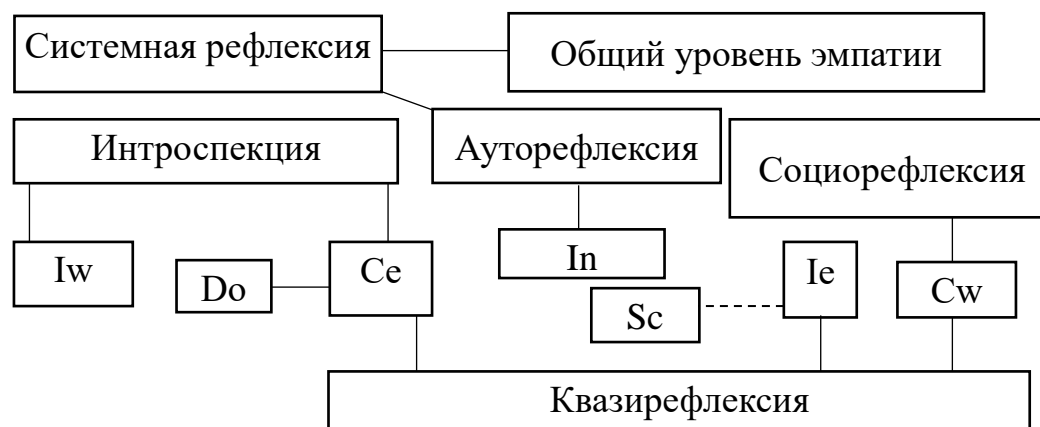 Системная рефлексия
Общий уровень эмпатии
Интроспекция
Ауторефлексия
Социорефлексия
Iw
Do
Ce
In
Sc
Ie
Cw
Квазирефлексия